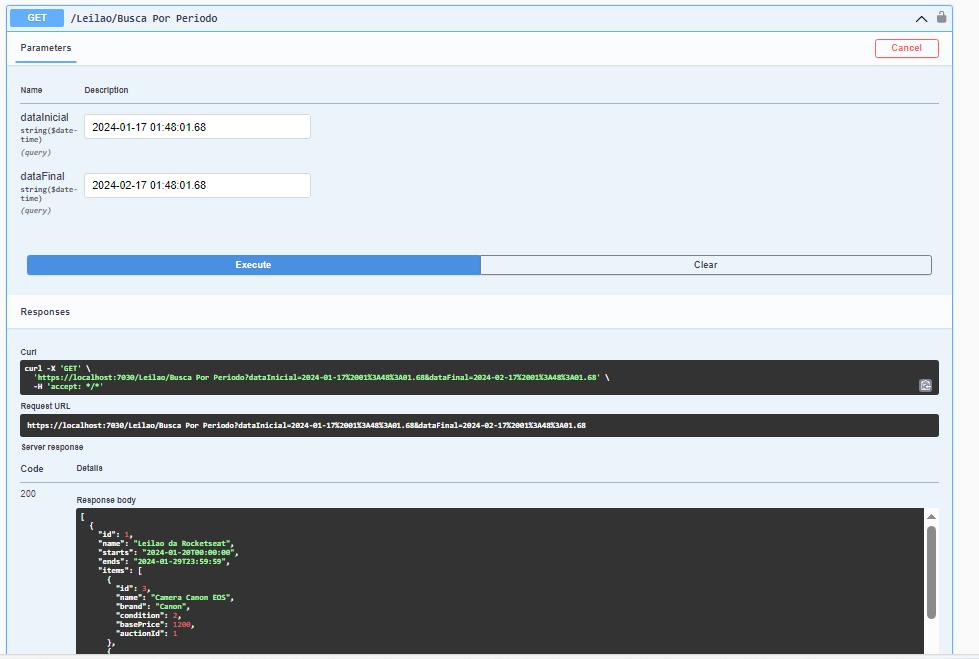 GET /Leilao/Busca Por Periodo
Parameters
Cancel
Name Description
dataInicial
string($date-
time)
(query)
2024-01-17 01:48:01.68
dataFinal
string($date-
time)
(query)
2024-02-17 01:48:01.68
Execute Clear
Responses
Curl
curl -X 'GET' \
'https://localhost:7030/Leilao/Busca Por Periodo?dataInicial=2024-01-17%2001%3A48%3A01.68&dataFinal=2024-02-17%2001%3A48%3A01.68' \
-H 'accept: */*'
Request URL
https://localhost:7030/Leilao/Busca Por Periodo?dataInicial=2024-01-17%2001%3A48%3A01.68&dataFinal=2024-02-17%2001%3A48%3A01.68
Server response
Code Details
200
Response body
[
{
"id": 1,
"name": "Leilao da Rocketseat",
"starts": "2024-01-20T00:00:00",
"ends": "2024-01-29T23:59:59",
"items": [
{
"id": 3,
"name": "Camera Canon EOS",
"brand": "Canon",
"condition": 2,
"basePrice": 1200,
"auctionId": 1
},
{